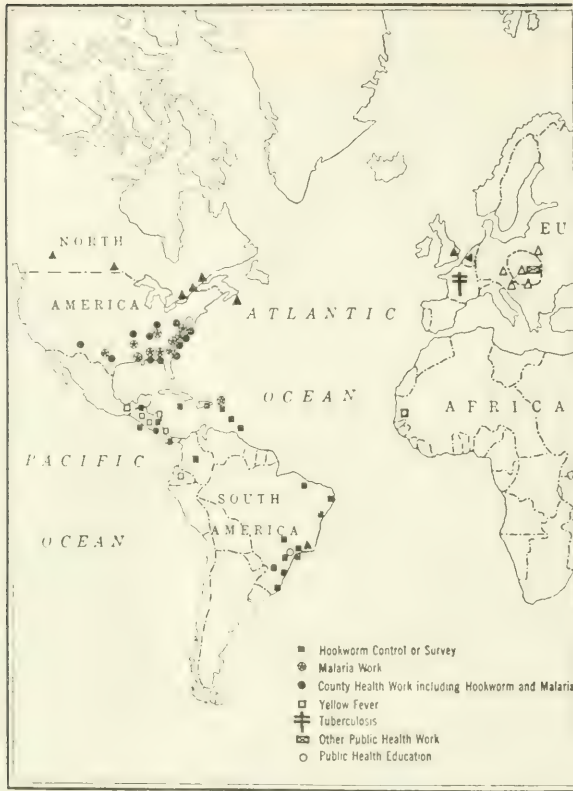 NORTH
AMERICA
ATLANTIC
OCEAN
EU
AFRICA
PACIFIC
OCEAN
SOUTH
AMERICA
Hookworm Control or Survey
Malaria Work
County Health Work including Hookworm and Malaria
Yellow Fever
Tuberculosis
Other Public Health Work
Public Health Education